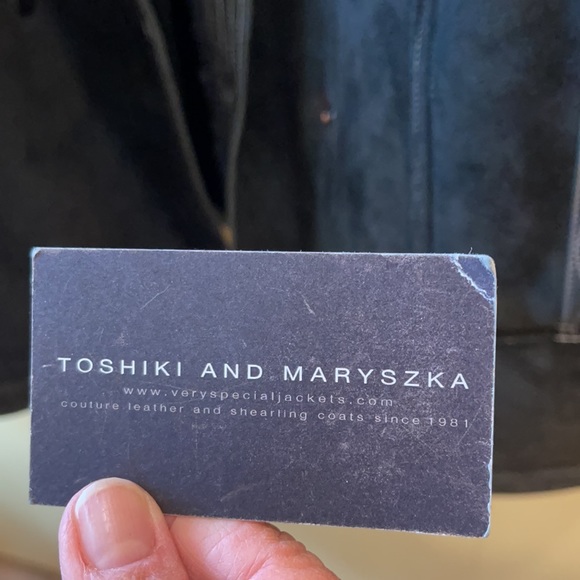 TOSHIKI AND MARYSZKA
www.veryspecialjackets.com
couture leather and shearling coats since 1981